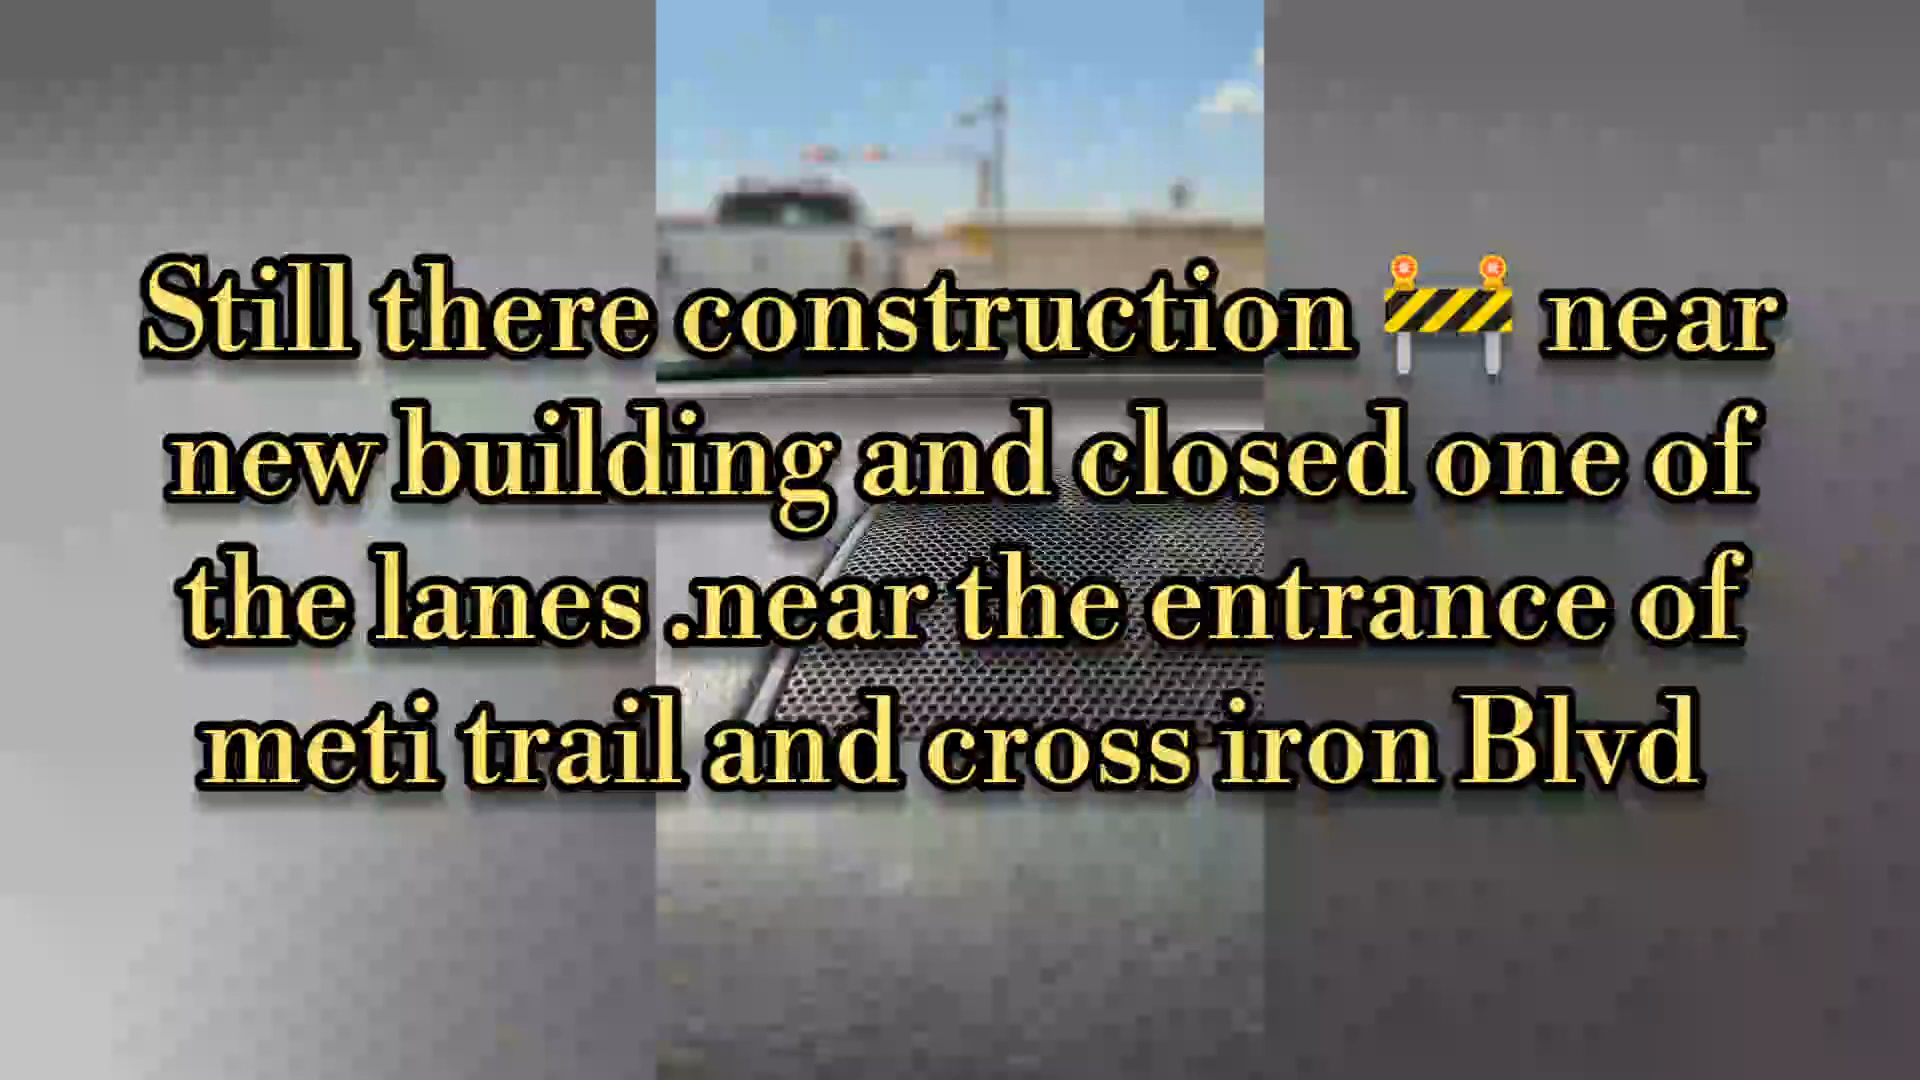 Still there construction 🚧 near
new building and closed one of
the lanes .near the entrance of
meti trail and cross iron Blvd